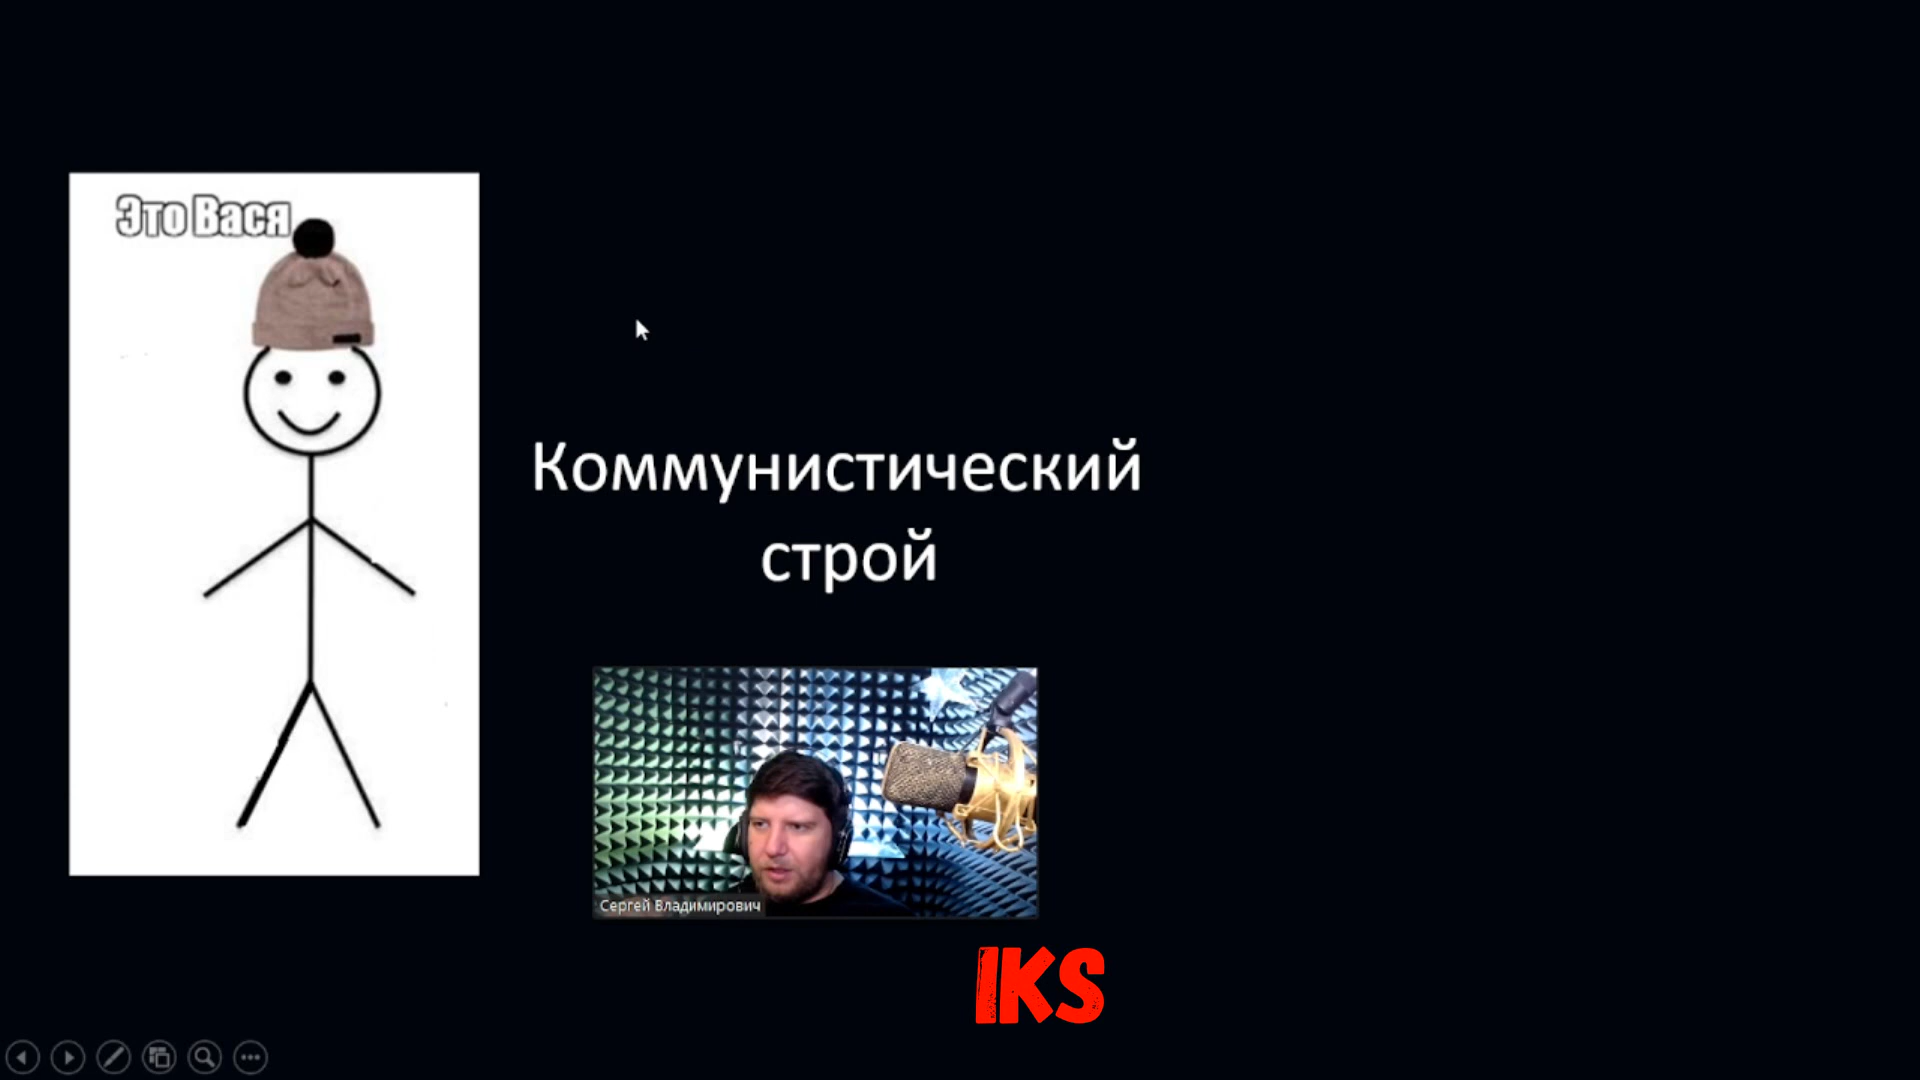 Это Вася
Коммунистический
строй
Сергей Владимирович
IKS